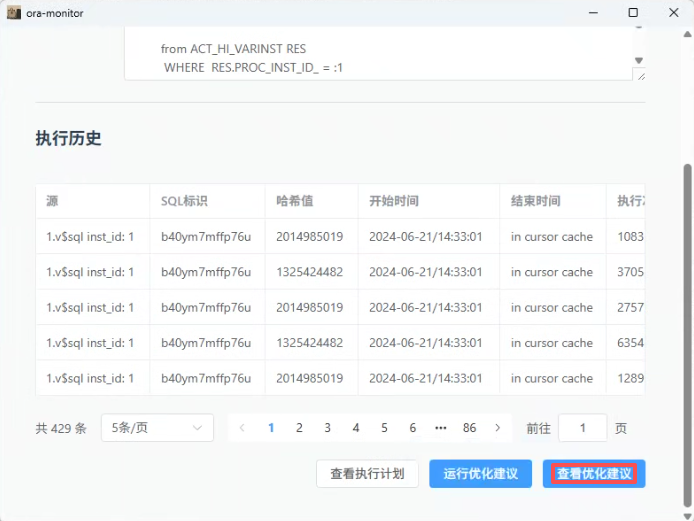 ora-monitor
from ACT_HI_VARINST RES
WHERE RES.PROC_INST_ID_ = :1
执行历史
源 SQL标识 哈希值 开始时间 结束时间
1.v$sql inst_id: 1 b40ym7mffp76u 2014985019 2024-06-21/14:33:01 in cursor cache 1083
1.v$sql inst_id: 1 b40ym7mffp76u 1325424482 2024-06-21/14:33:01 in cursor cache 3705
1.v$sql inst_id: 1 b40ym7mffp76u 2014985019 2024-06-21/14:33:01 in cursor cache 2757
1.v$sql inst_id: 1 b40ym7mffp76u 1325424482 2024-06-21/14:33:01 in cursor cache 6354
1.v$sql inst_id: 1 b40ym7mffp76u 2014985019 2024-06-21/14:33:01 in cursor cache 1289
共 429 条 5条/页 1 2 3 4 5 6 ••• 86 前往 1 页
查看执行计划 运行优化建议 查看优化建议